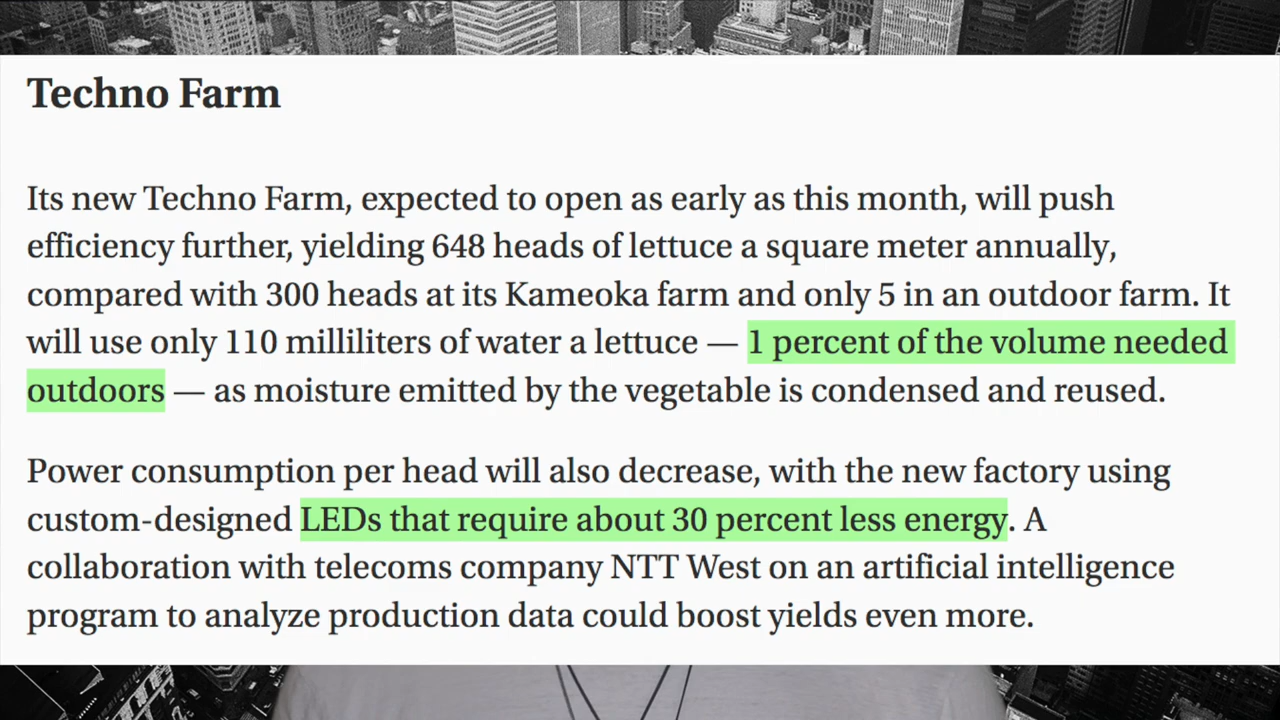 Techno Farm
Its new Techno Farm, expected to open as early as this month, will push
efficiency further, yielding 648 heads of lettuce a square meter annually,
compared with 300 heads at its Kameoka farm and only 5 in an outdoor farm. It
will use only 110 milliliters of water a lettuce — 1 percent of the volume needed
outdoors — as moisture emitted by the vegetable is condensed and reused.
Power consumption per head will also decrease, with the new factory using
custom-designed LEDs that require about 30 percent less energy. A
collaboration with telecoms company NTT West on an artificial intelligence
program to analyze production data could boost yields even more.